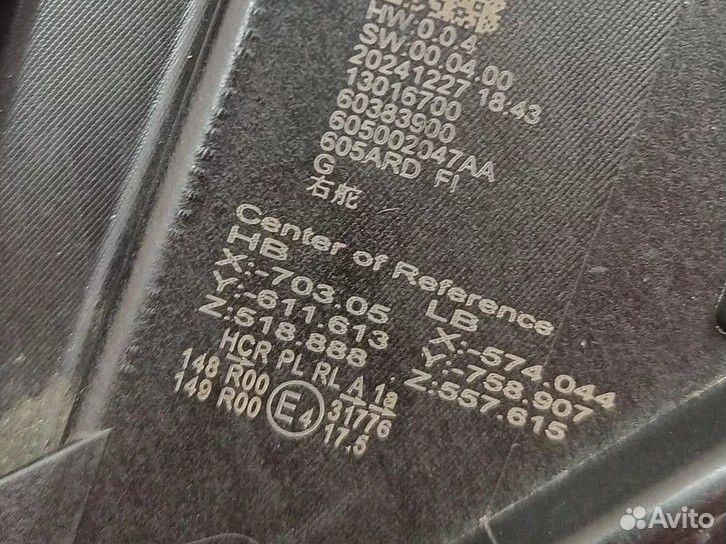 HW:0.0.4
SW:00.04.00
20241227 18:43
13016700
60383900
605002047AA
605ARD FI
G
右舵
Center of Reference
HB
X:-703.05
Y:-611.613
Z:518.888
LB
X:-574.044
Y:-758.907
Z:557.615
HCR PL RL A 1a
148 R00
149 R00
E4
31776
17.5
Avito